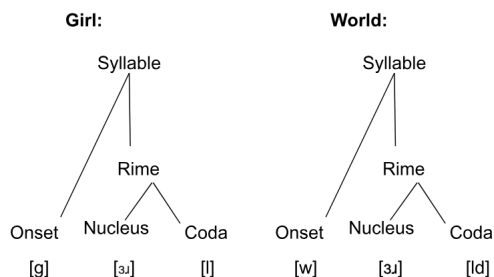 Girl: World:
Syllable Syllable
Rime Rime
Onset Nucleus Coda Onset Nucleus Coda
[g] [ɜɹ] [l] [w] [ɜɹ] [ld]